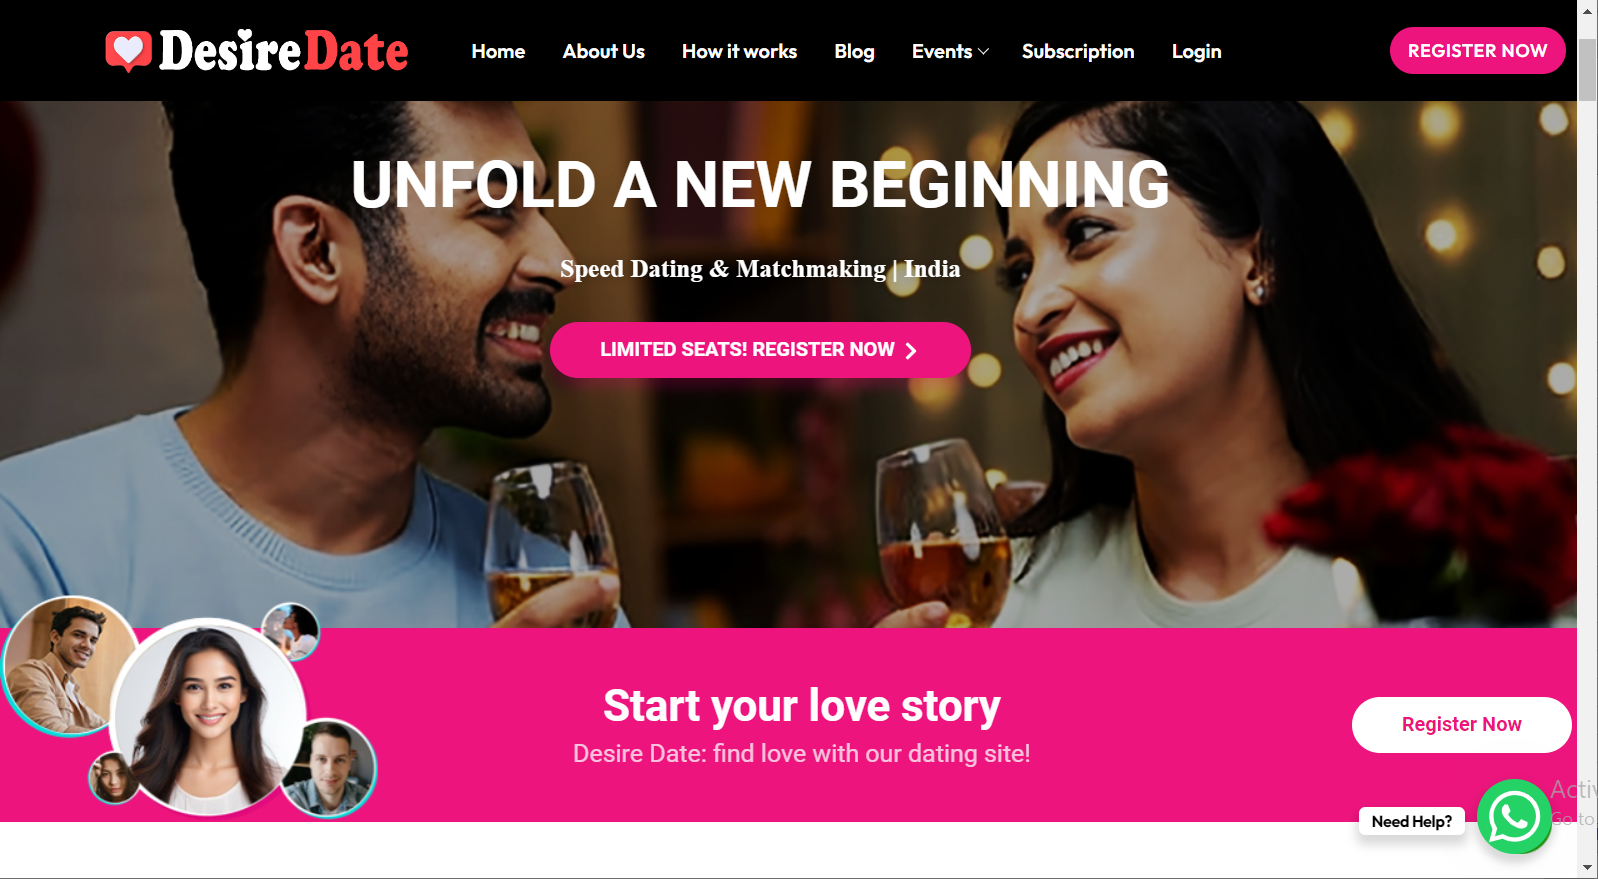 DesireDate
Home About Us How it works Blog Events Subscription Login
REGISTER NOW
UNFOLD A NEW BEGINNING
Speed Dating & Matchmaking | India
LIMITED SEATS! REGISTER NOW
Start your love story
Desire Date: find love with our dating site!
Register Now
Need Help?
Go to